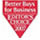 Better Buys
for Business
EDITOR'S
CHOICE
2007